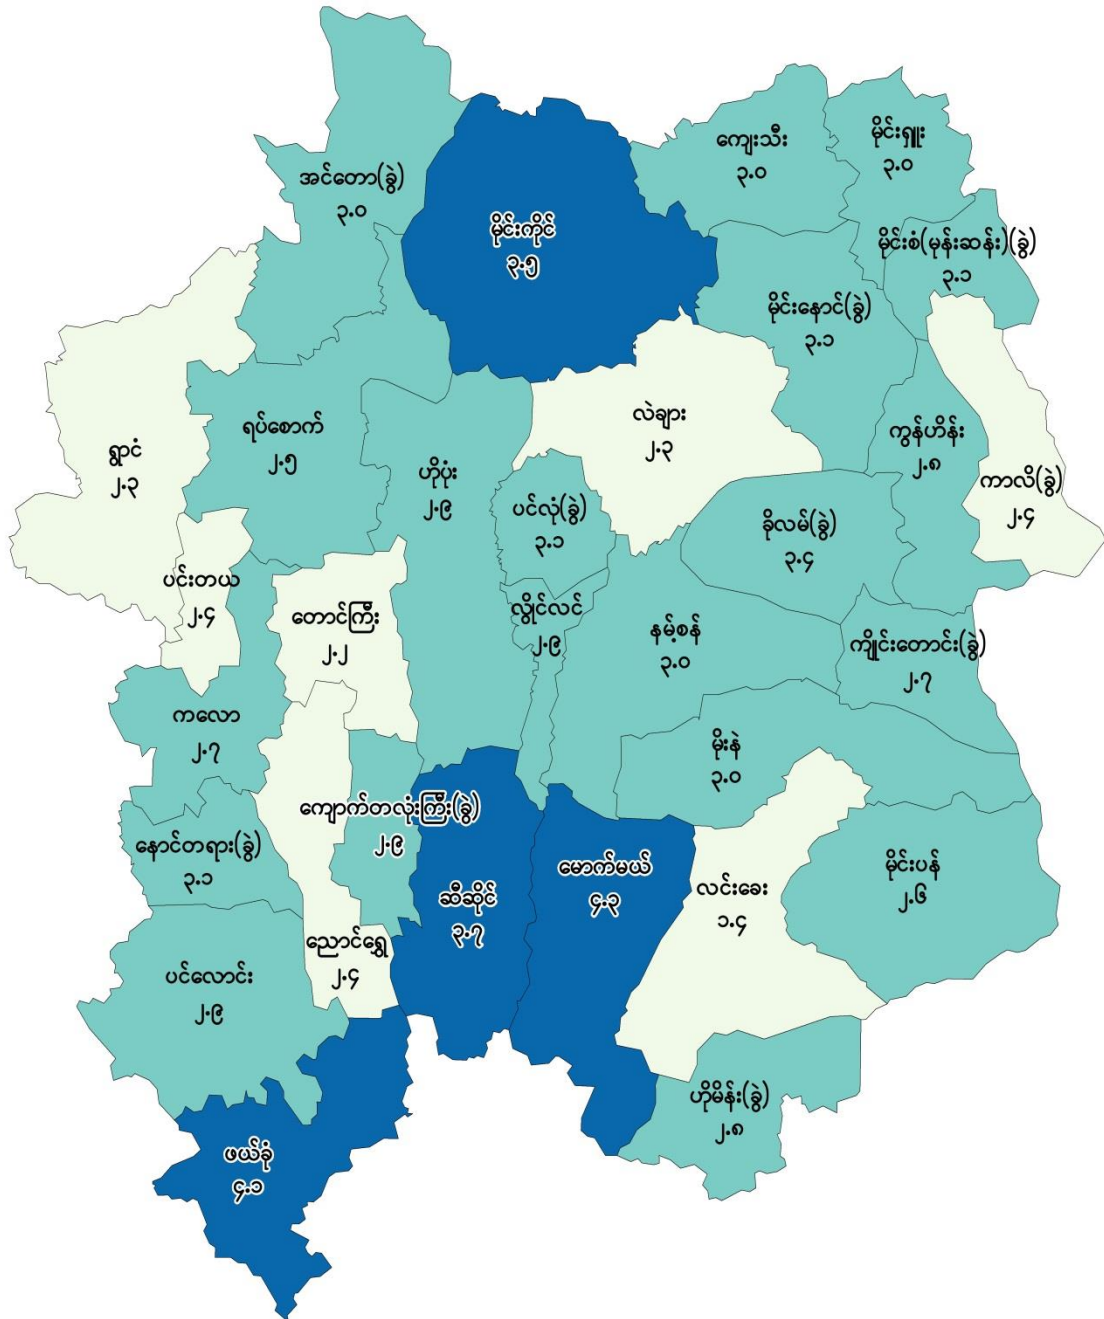 ကျေးသီး
၃.၀
မိုင်းရှူး
၃.၀
အင်တော(ခွဲ)
၃.၀
မိုင်းကိုင်
၃.၅
မိုင်းစံ(မုန်းဆန်း)(ခွဲ)
၃.၁
မိုင်းနောင်(ခွဲ)
၃.၁
လဲချား
၂.၃
ရပ်စောက်
၂.၅
ကွန်ဟိန်း
၂.၈
ရွာငံ
၂.၃
ဟိုပုံး
၂.၉
ကာလိ(ခွဲ)
၂.၄
ပင်လုံ(ခွဲ)
၃.၁
ခိုလမ်(ခွဲ)
၃.၄
ပင်းတယ
၂.၄
တောင်ကြီး
၂.၂
လွိုင်လင်
၂.၉
နမ့်စန်
၃.၀
ကျိုင်းတောင်း(ခွဲ)
၂.၇
ကလော
၂.၇
မိုးနဲ
၃.၀
ကျောက်တလုံးကြီး(ခွဲ)
၂.၉
နောင်တရား(ခွဲ)
၃.၁
မောက်မယ်
၄.၃
မိုင်းပန်
၂.၆
ဆီဆိုင်
၃.၇
လင်းခေး
၁.၄
ညောင်ရွှေ
၂.၄
ပင်လောင်း
၂.၉
ဟိုမိန်း(ခွဲ)
၂.၈
ဖယ်ခုံ
၄.၁